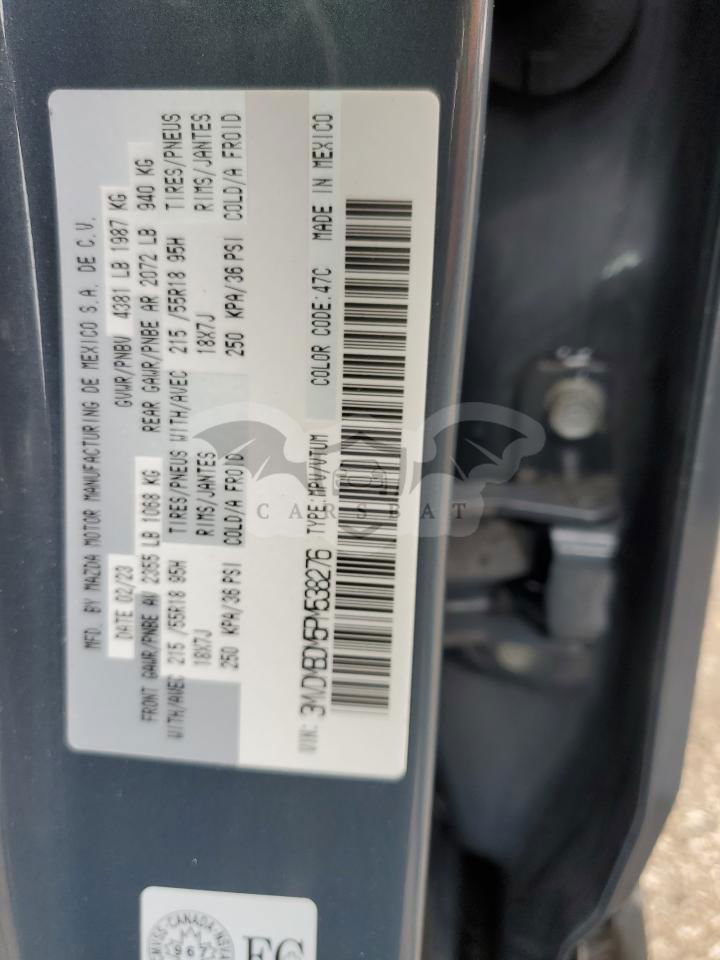 MFD. BY MAZDA MOTOR MANUFACTURING DE MEXICO S.A. DE C.V.
DATE 02/23 GVWR/PNBV 4381 LB 1987 KG
FRONT GAWR/PNBE AV 2355 LB 1068 KG REAR GAWR/PNBE AR 2072 LB 940 KG
WITH/AVEC 215 /55R18 95H TIRES/PNEUS WITH/AVEC 215 /55R18 95H TIRES/PNEUS
18X7J RIMS/JANTES 18X7J RIMS/JANTES
250 KPA/36 PSI COLD/A FROID 250 KPA/36 PSI COLD/A FROID
VIN: 3MVDMBDM5PM538276 TYPE:MPV/VTUM COLOR CODE:47C MADE IN MEXICO
CARSBAT
CANADA
967